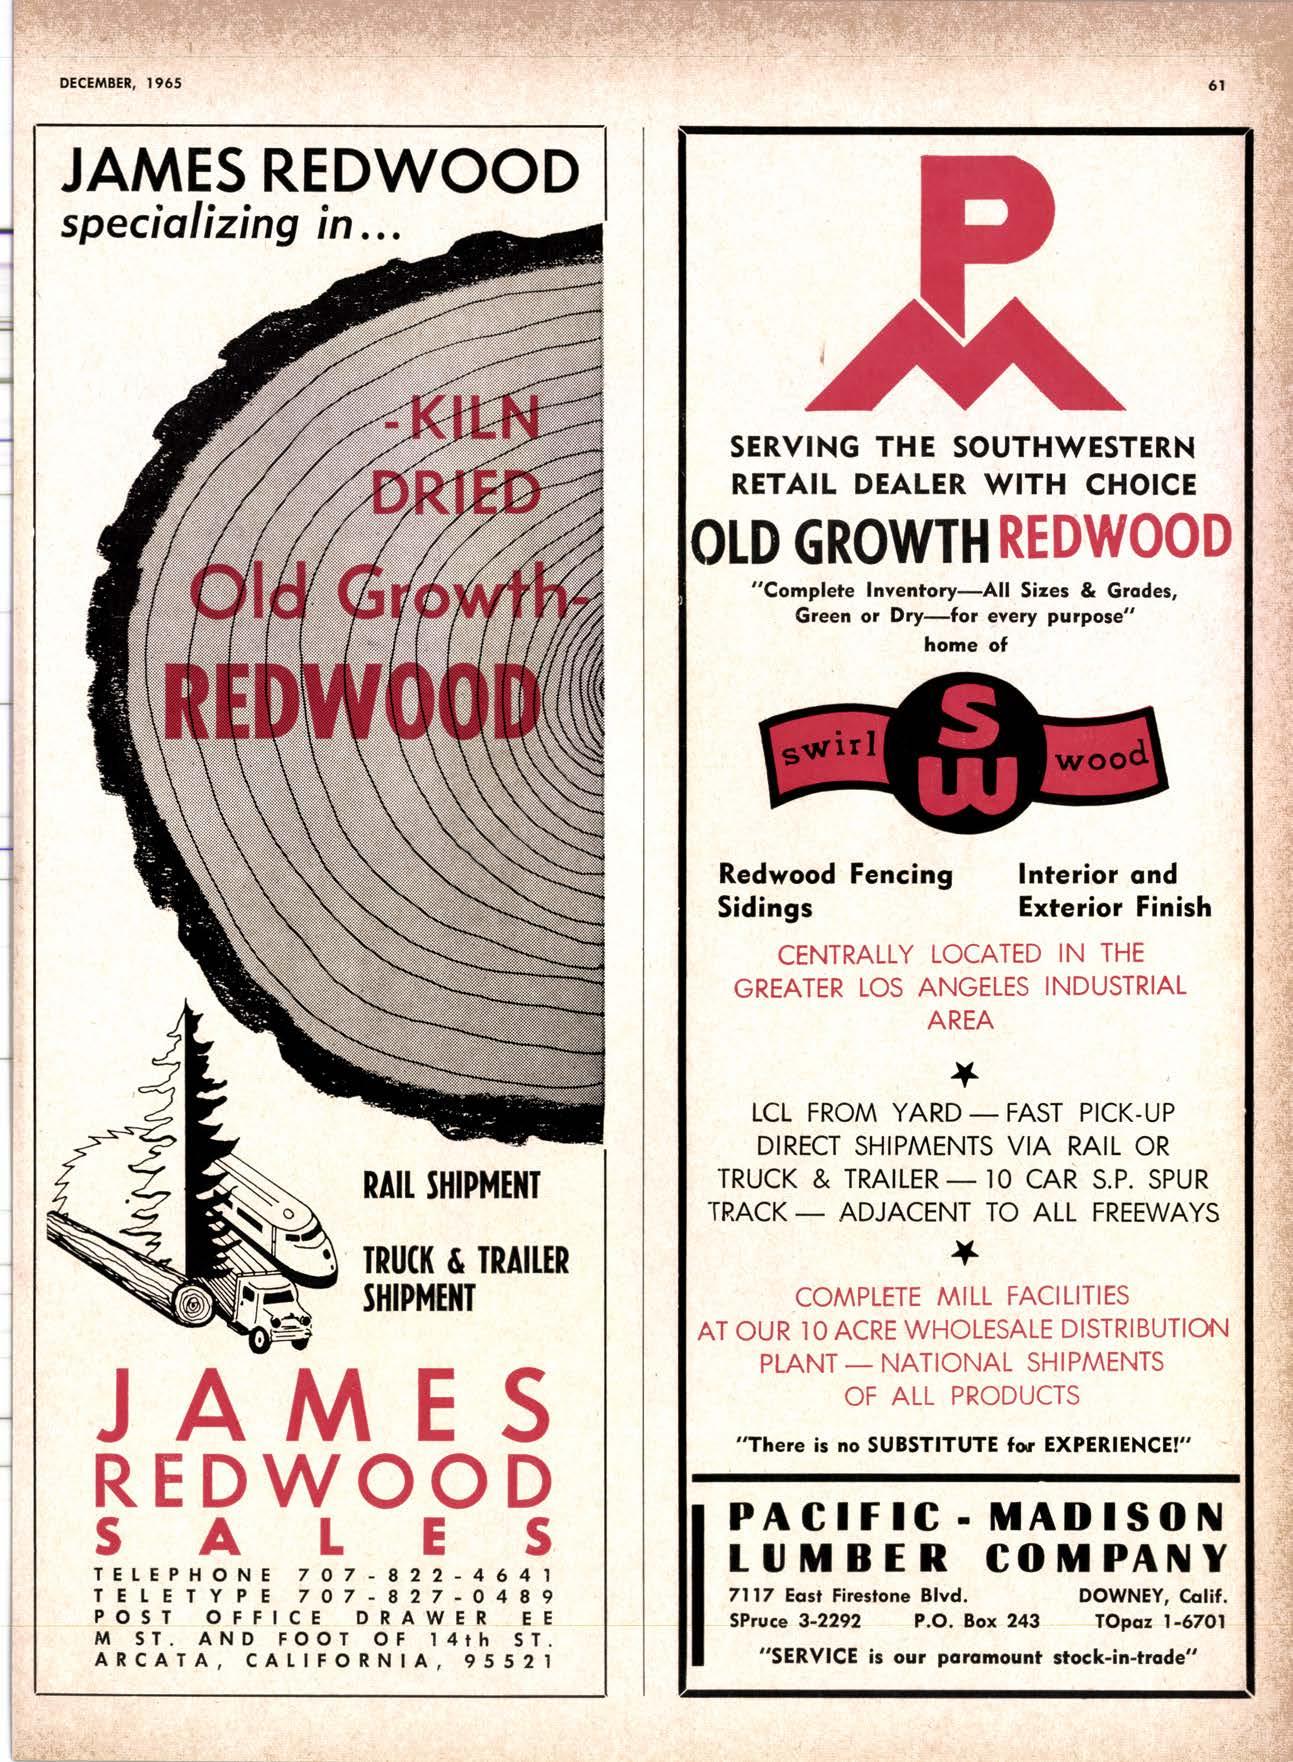 DECEMBER, 1965
61
JAMES REDWOOD
specializing in...
-KILN
DRIED
Old Growth-
REDWOOD
RAIL SHIPMENT
TRUCK & TRAILER
SHIPMENT
JAMES
REDWOOD
SALES
TELEPHONE 707-822-4641
TELETYPE 707-827-0489
POST OFFICE DRAWER EE
M ST. AND FOOT OF 14th ST.
ARCATA, CALIFORNIA, 95521
PM
SERVING THE SOUTHWESTERN
RETAIL DEALER WITH CHOICE
OLD GROWTH REDWOOD
"Complete Inventory—All Sizes & Grades,
Green or Dry—for every purpose"
home of
swirl SW wood
Redwood Fencing
Sidings
Interior and
Exterior Finish
CENTRALLY LOCATED IN THE
GREATER LOS ANGELES INDUSTRIAL
AREA
LCL FROM YARD — FAST PICK-UP
DIRECT SHIPMENTS VIA RAIL OR
TRUCK & TRAILER — 10 CAR S.P. SPUR
TRACK — ADJACENT TO ALL FREEWAYS
COMPLETE MILL FACILITIES
AT OUR 10 ACRE WHOLESALE DISTRIBUTION
PLANT — NATIONAL SHIPMENTS
OF ALL PRODUCTS
"There is no SUBSTITUTE for EXPERIENCE!"
PACIFIC - MADISON
LUMBER COMPANY
7117 East Firestone Blvd. DOWNEY, Calif.
SPruce 3-2292 P.O. Box 243 TOpaz 1-6701
"SERVICE is our paramount stock-in-trade"